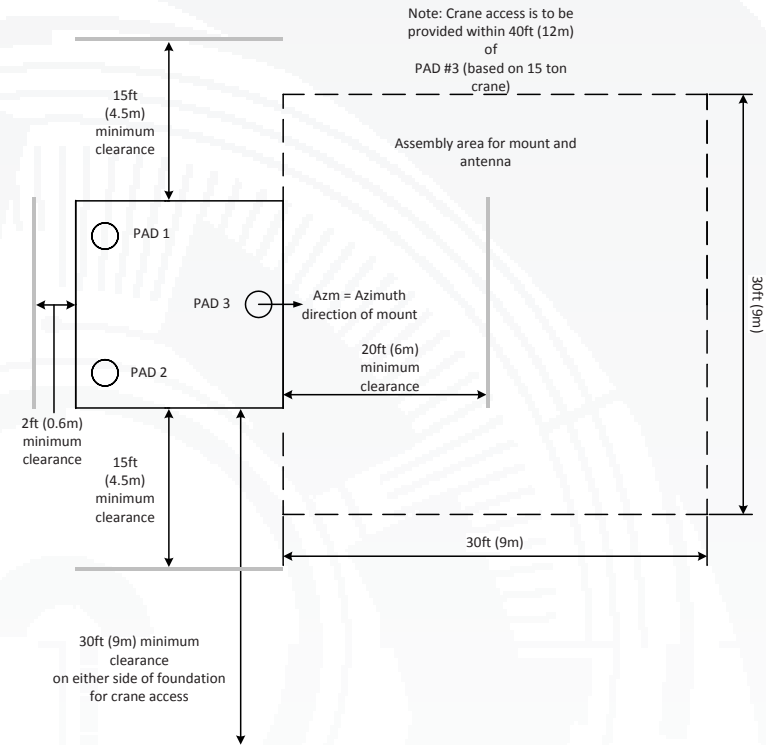 Note: Crane access is to be
provided within 40ft (12m)
of
PAD #3 (based on 15 ton
crane)
15ft
(4.5m)
minimum
clearance
Assembly area for mount and
antenna
PAD 1
PAD 3
Azm = Azimuth
direction of mount
30ft (9m)
20ft (6m)
minimum
clearance
PAD 2
2ft (0.6m)
minimum
clearance
15ft
(4.5m)
minimum
clearance
30ft (9m)
30ft (9m) minimum
clearance
on either side of foundation
for crane access